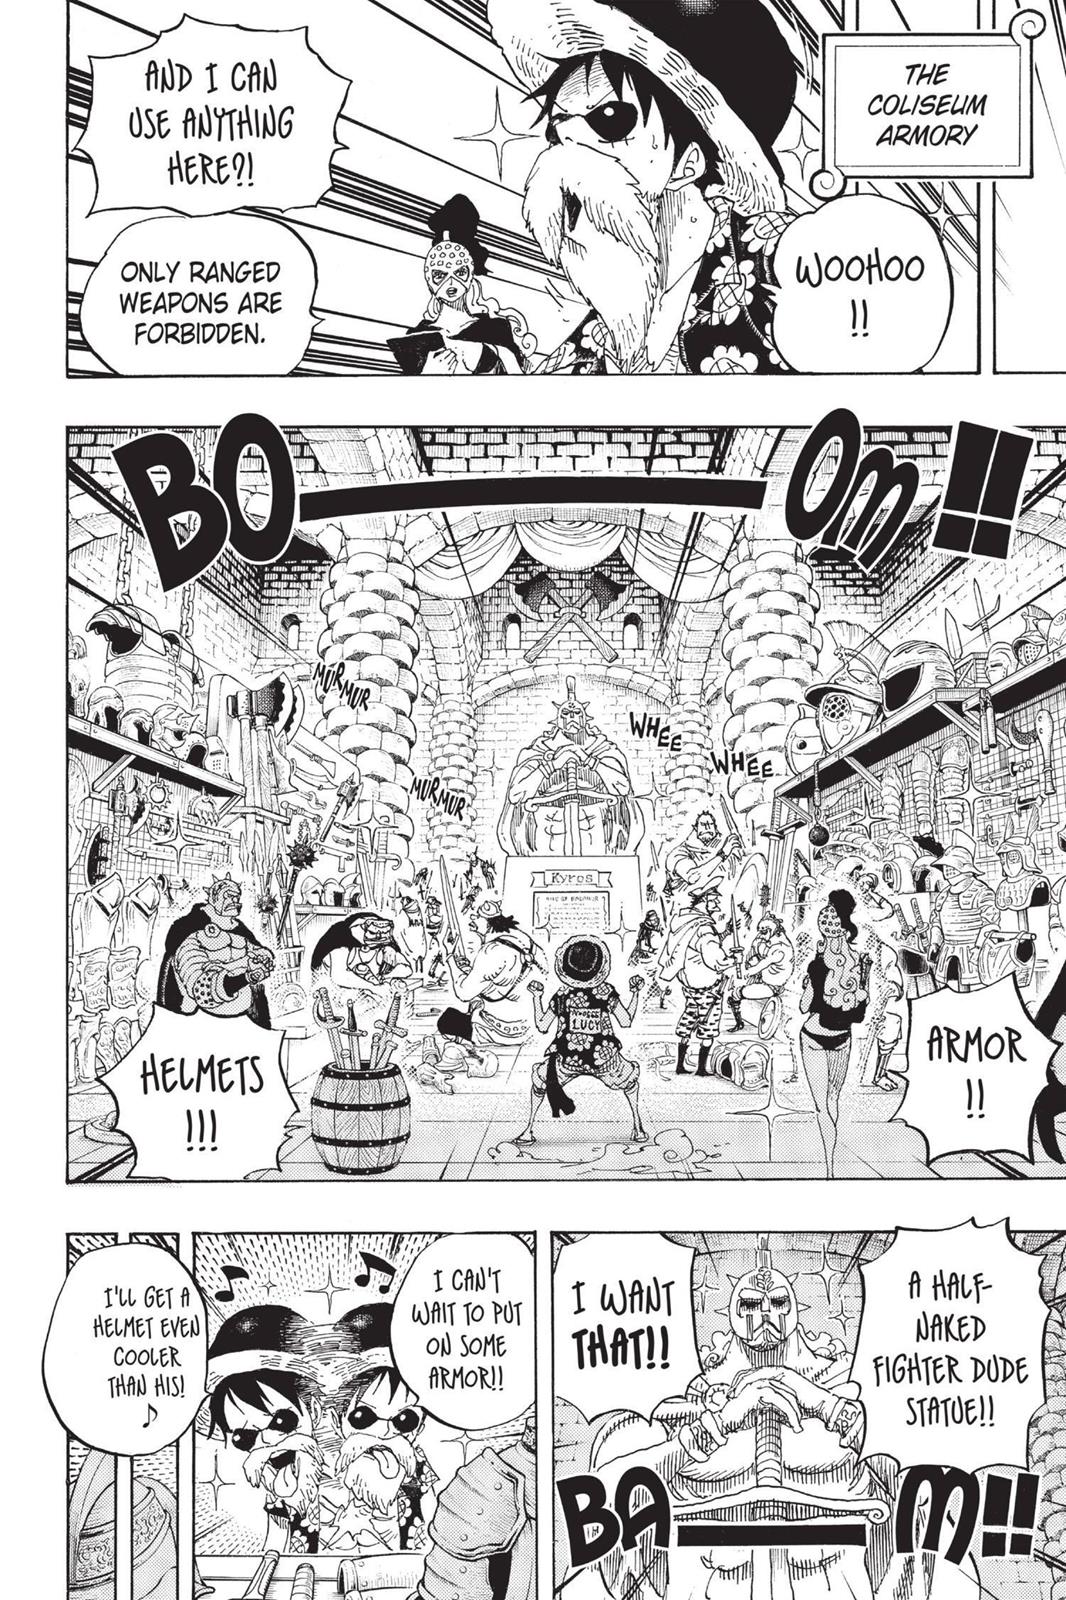 THE
COLISEUM
ARMORY
WOOHOO
!!
AND I CAN
USE ANYTHING
HERE?!
ONLY RANGED
WEAPONS ARE
FORBIDDEN.
BO—OM!!
MURMUR
MURMUR
WHEE
WHEE
Kyros
LUCY
ARMOR
!!
HELMETS
!!!
A HALF-
NAKED
FIGHTER DUDE
STATUE!!
I WANT
THAT!!
BA—M!!
I CAN'T
WAIT TO PUT
ON SOME
ARMOR!!
I'LL GET A
HELMET EVEN
COOLER
THAN HIS!
♪